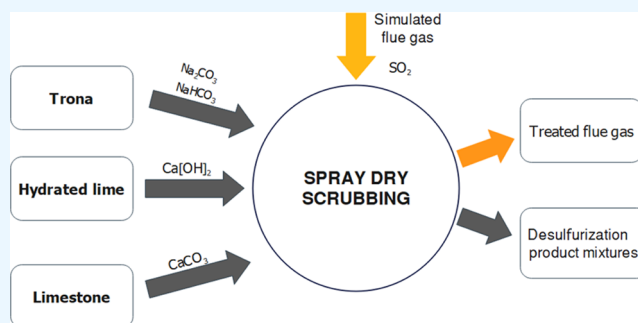 Simulated
flue gas
SO₂
Trona
Na₂CO₃
NaHCO₃
Hydrated lime
Ca[OH]₂
Limestone
CaCO₃
SPRAY DRY
SCRUBBING
Treated flue gas
Desulfurization
product mixtures